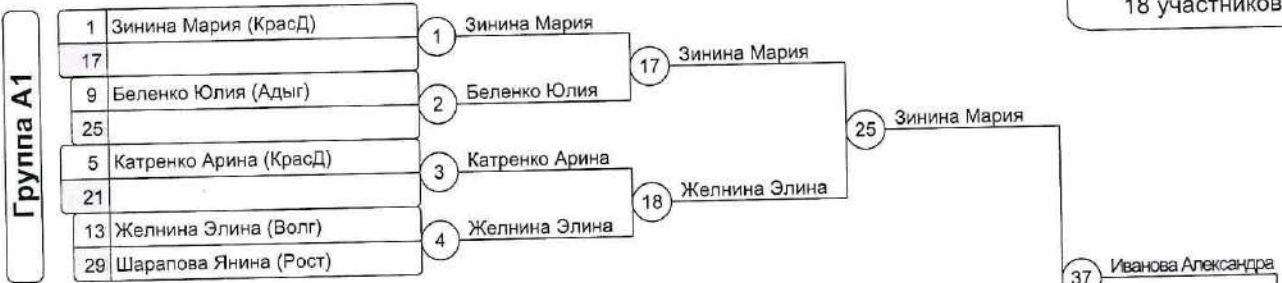 18 участников
Группа А1
1 Зинина Мария (КрасД)
17
9 Беленко Юлия (Адыг)
25
5 Катренко Арина (КрасД)
21
13 Желнина Элина (Волг)
29 Шарапова Янина (Рост)
1 Зинина Мария
2 Беленко Юлия
3 Катренко Арина
4 Желнина Элина
17 Зинина Мария
18 Желнина Элина
25 Зинина Мария
37 Иванова Александра